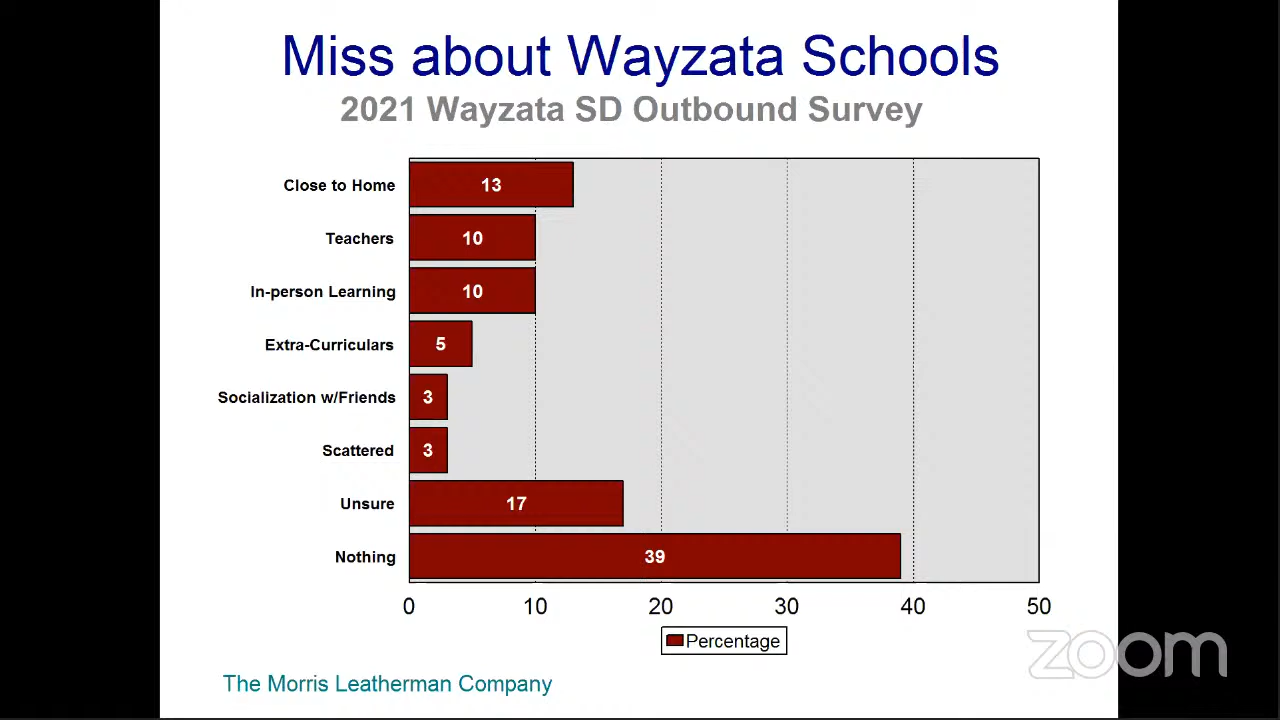 Miss about Wayzata Schools
2021 Wayzata SD Outbound Survey
Close to Home 13
Teachers 10
In-person Learning 10
Extra-Curriculars 5
Socialization w/Friends 3
Scattered 3
Unsure 17
Nothing 39
0 10 20 30 40 50
Percentage
The Morris Leatherman Company
zoom